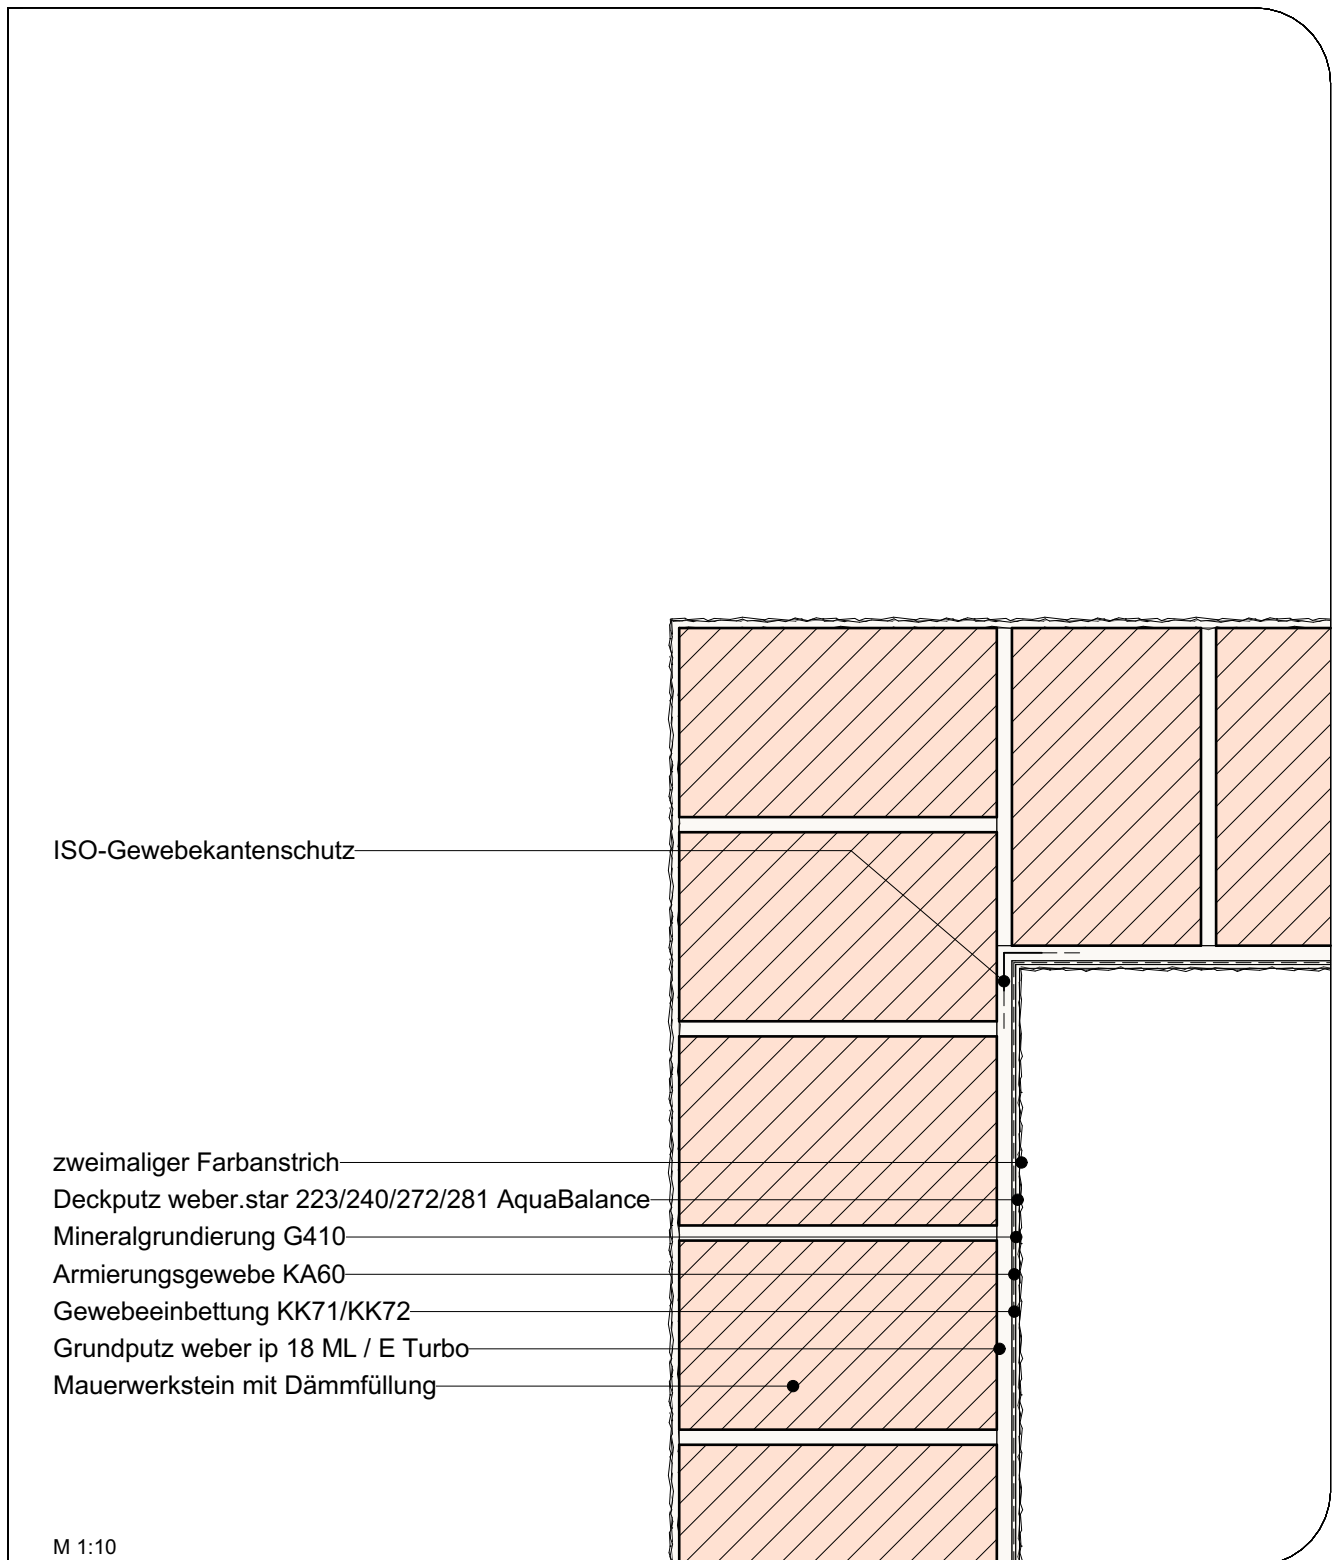 ISO-Gewebekantenschutz
zweimaliger Farbanstrich
Deckputz weber.star 223/240/272/281 AquaBalance
Mineralgrundierung G410
Armierungsgewebe KA60
Gewebeeinbettung KK71/KK72
Grundputz weber ip 18 ML / E Turbo
Mauerwerkstein mit Dämmfüllung
M 1:10